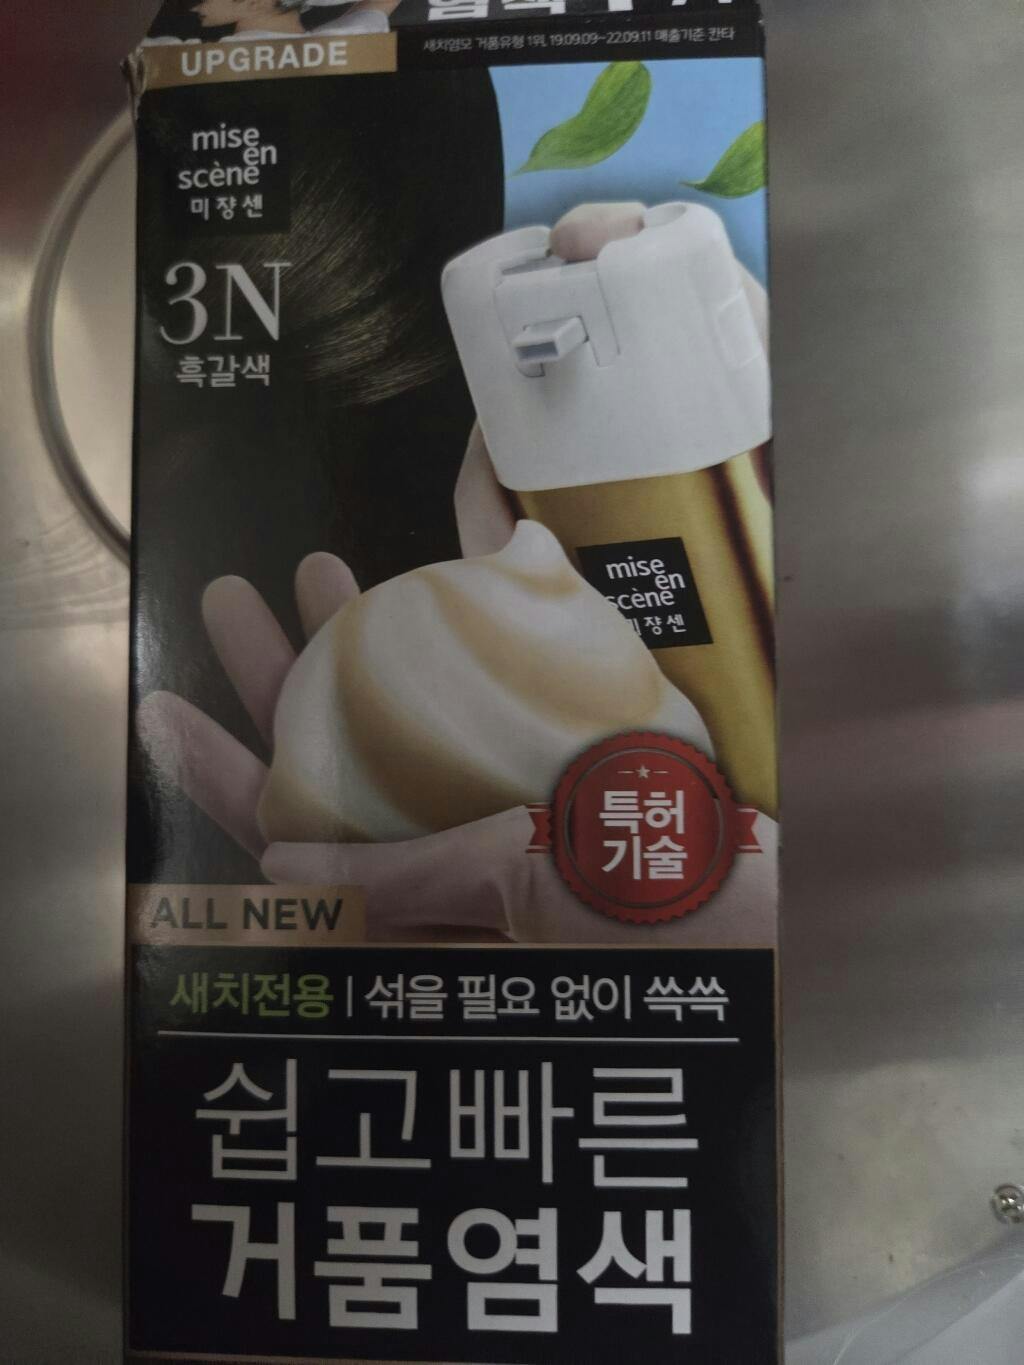 UPGRADE
새치염모 거품유형 1위, 19.09.09~22.09.11 매출기준 칸타
mise
en
scène
미쟝센
3N
흑갈색
mise
en
scène
미쟝센
특허
기술
ALL NEW
새치전용 | 섞을 필요 없이 쓱쓱
쉽고빠른
거품염색